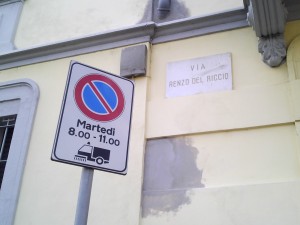 VIA
RENZO DEL RICCIO
Martedì
8.00 - 11.00